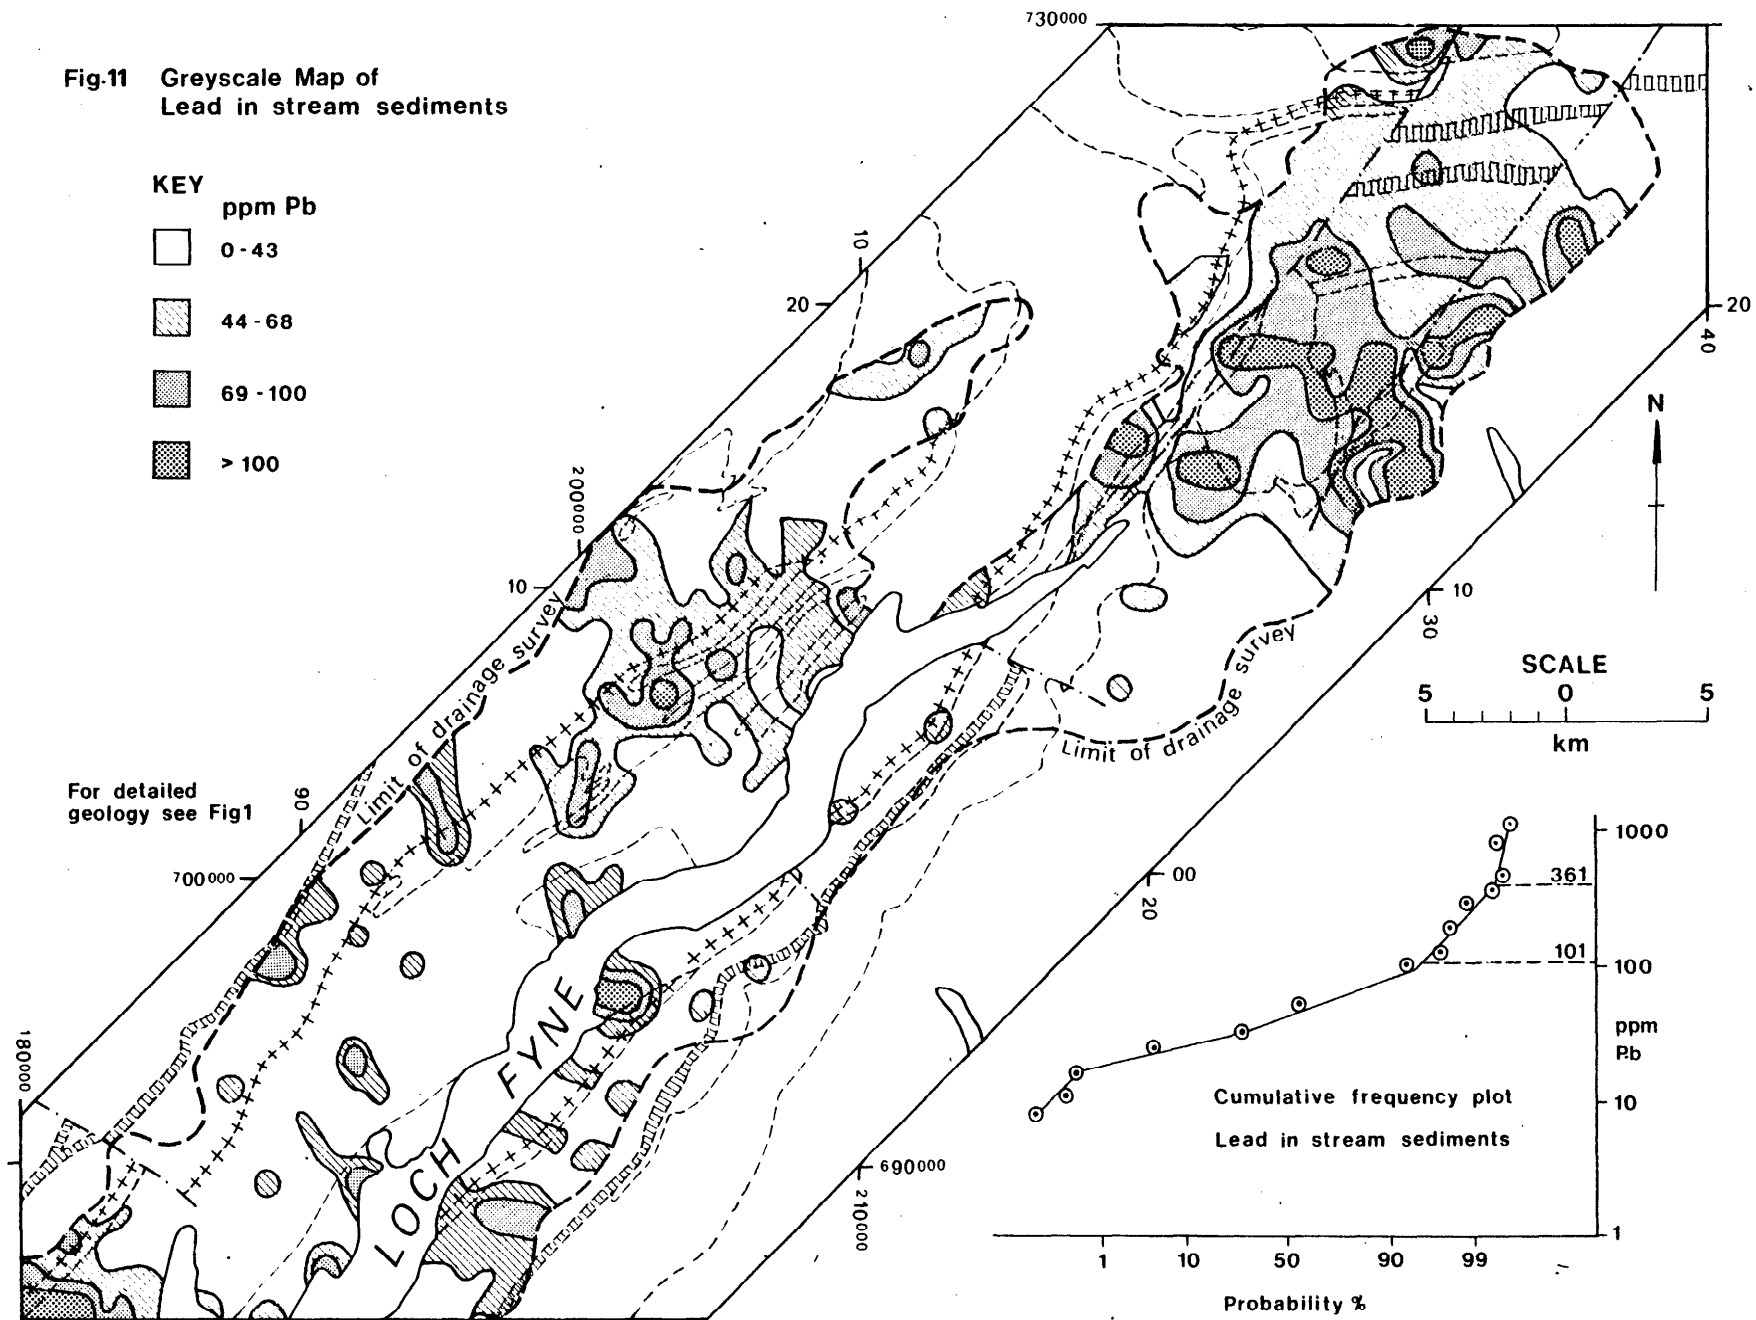 Fig.11 Greyscale Map of
Lead in stream sediments
KEY
ppm Pb
0-43
44-68
69-100
> 100
730000
10
20
200000
10
Limit of drainage survey
90
For detailed
geology see Fig1
700000
180000
LOCH FYNE
20
40
N
10
30
Limit of drainage survey
SCALE
5 0 5
km
00
20
690000
210000
1000
361
101
100
ppm
Pb
10
1
Cumulative frequency plot
Lead in stream sediments
1 10 50 90 99
Probability %